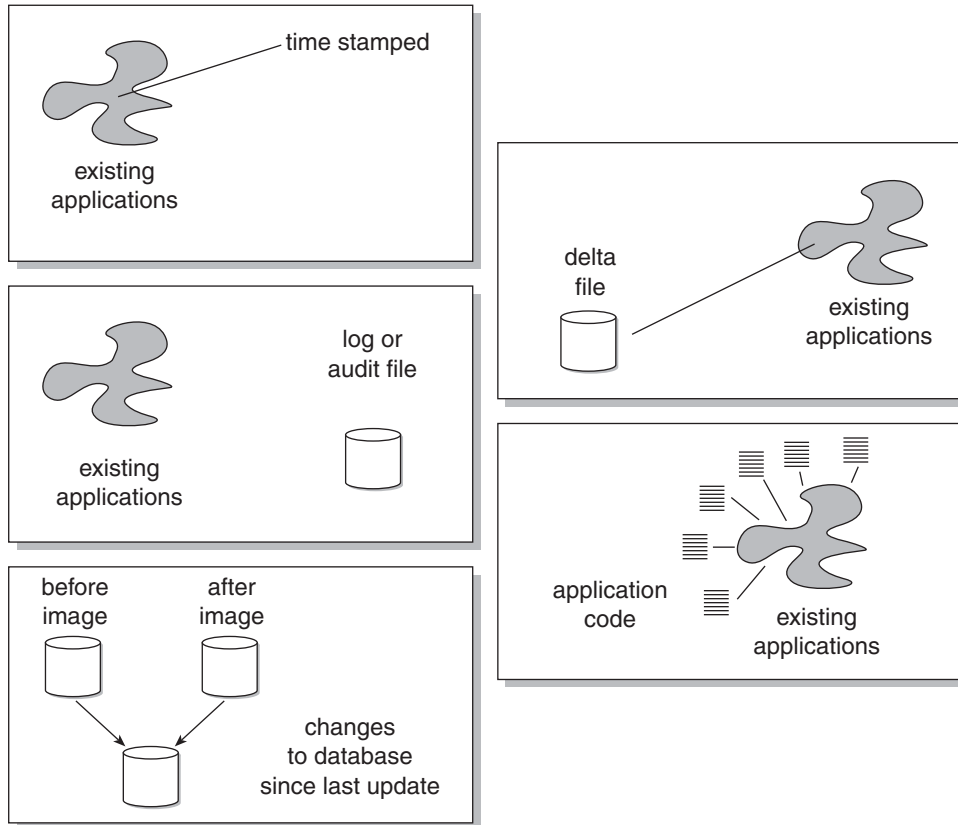 time stamped
existing
applications
log or
audit file
existing
applications
before
image
after
image
changes
to database
since last update
delta
file
existing
applications
application
code
existing
applications